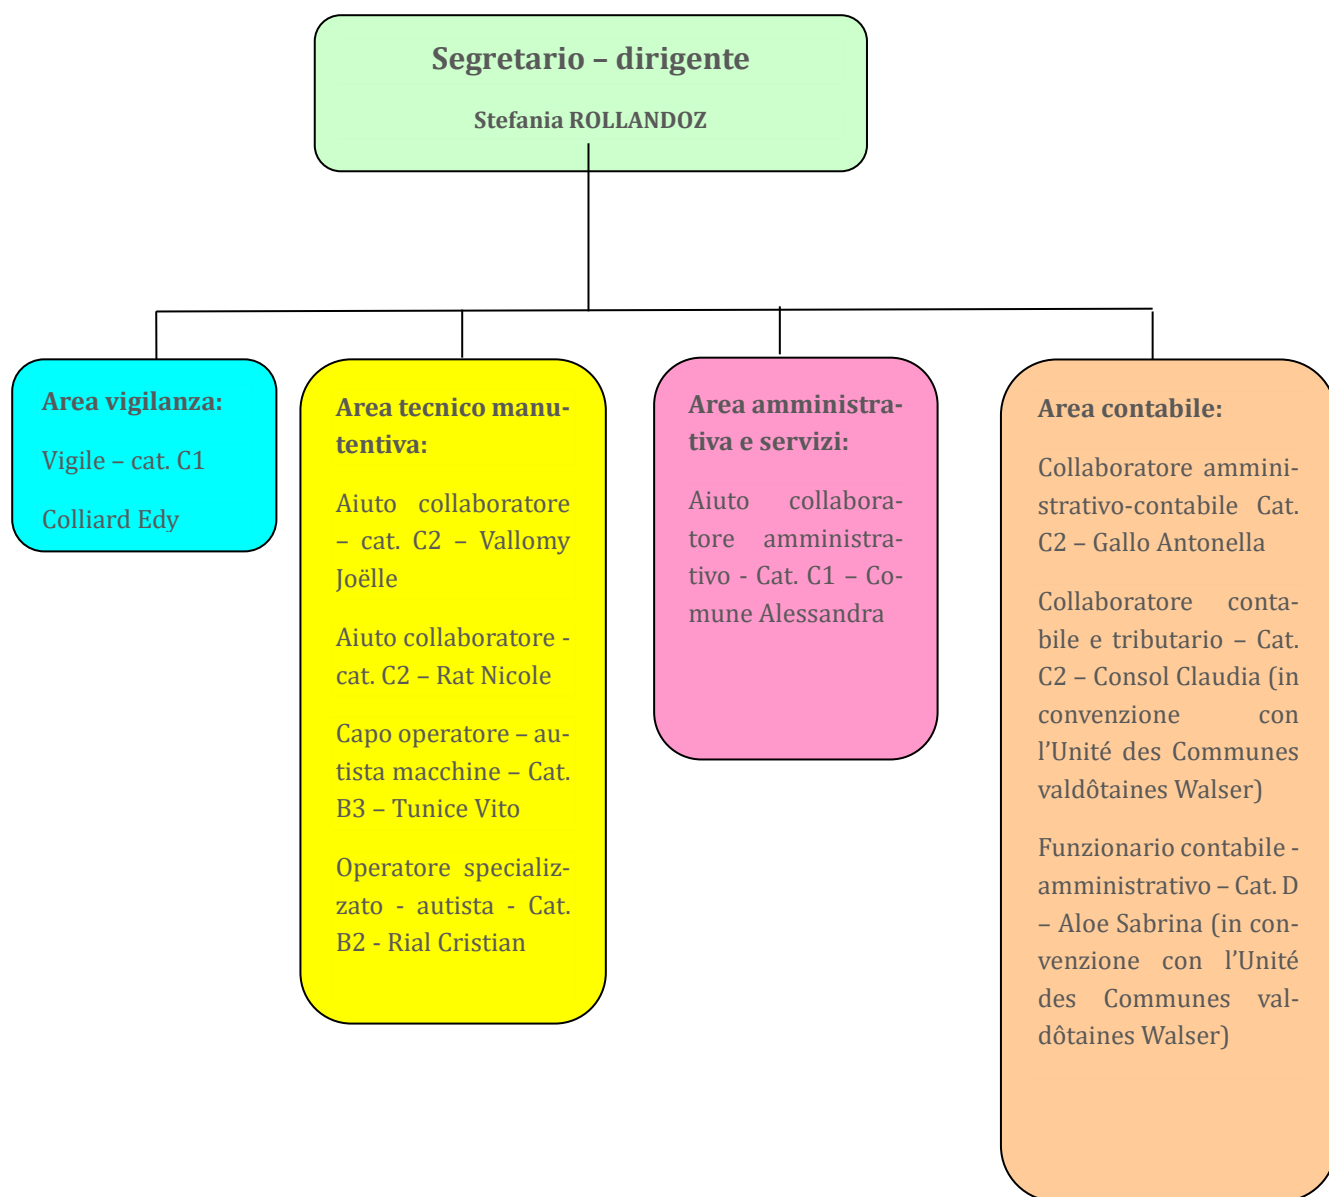 Segretario – dirigente
Stefania ROLLANDOZ
Area vigilanza:
Vigile – cat. C1
Colliard Edy
Area tecnico manu-
tentiva:
Aiuto collaboratore
– cat. C2 – Vallomy
Joëlle
Aiuto collaboratore -
cat. C2 – Rat Nicole
Capo operatore – au-
tista macchine – Cat.
B3 – Tunice Vito
Operatore specializ-
zato - autista - Cat.
B2 - Rial Cristian
Area amministra-
tiva e servizi:
Aiuto collabora-
tore amministra-
tivo - Cat. C1 – Co-
mune Alessandra
Area contabile:
Collaboratore ammini-
strativo-contabile Cat.
C2 – Gallo Antonella
Collaboratore conta-
bile e tributario – Cat.
C2 – Consol Claudia (in
convenzione con
l’Unité des Communes
valdôtaines Walser)
Funzionario contabile -
amministrativo – Cat. D
– Aloe Sabrina (in con-
venzione con l’Unité
des Communes val-
dôtaines Walser)